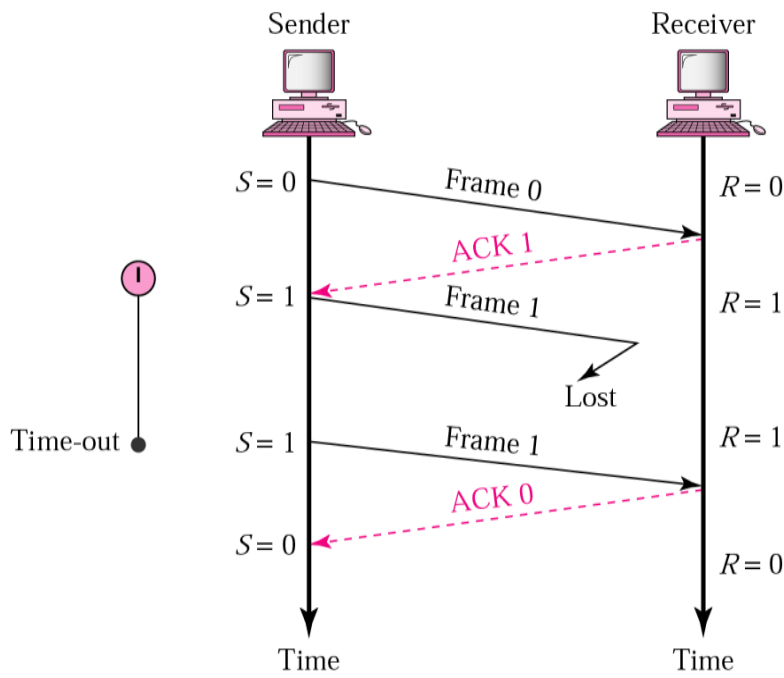 Sender
Receiver
S = 0
Frame 0
R = 0
ACK 1
S = 1
Frame 1
R = 1
Lost
Time-out
S = 1
Frame 1
R = 1
ACK 0
S = 0
R = 0
Time
Time